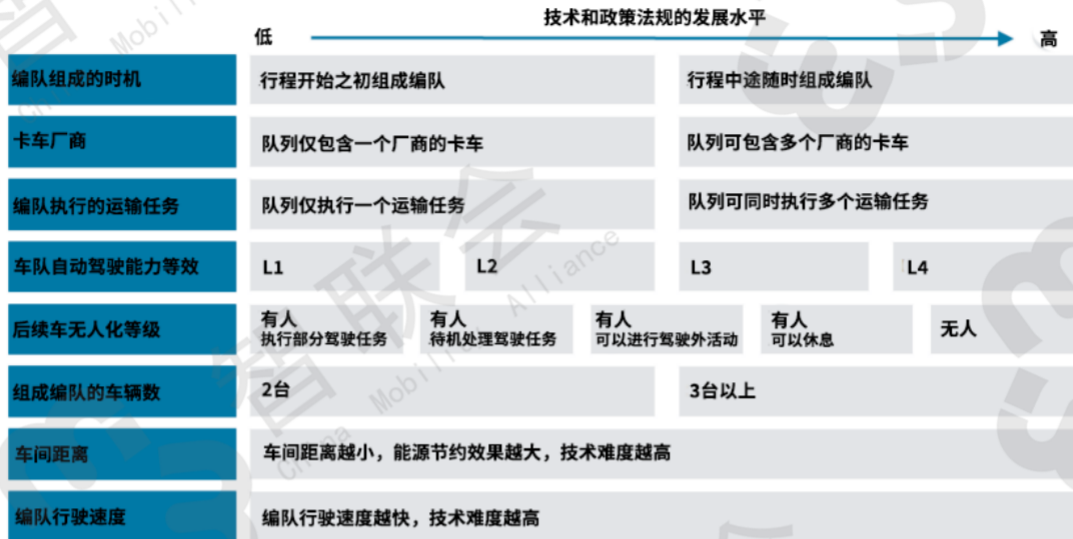 技术和政策法规的发展水平
低 高
编队组成的时机 行程开始之初组成编队 行程中途随时组成编队
卡车厂商 队列仅包含一个厂商的卡车 队列可包含多个厂商的卡车
编队执行的运输任务 队列仅执行一个运输任务 队列可同时执行多个运输任务
车队自动驾驶能力等效 L1 L2 L3 L4
后续车无人化等级 有人 有人 有人 有人 无人
执行部分驾驶任务 待机处理驾驶任务 可以进行驾驶外活动 可以休息
组成编队的车辆数 2台 3台以上
车间距离 车间距离越小，能源节约效果越大，技术难度越高
编队行驶速度 编队行驶速度越快，技术难度越高
智联会
China Mobility Alliance